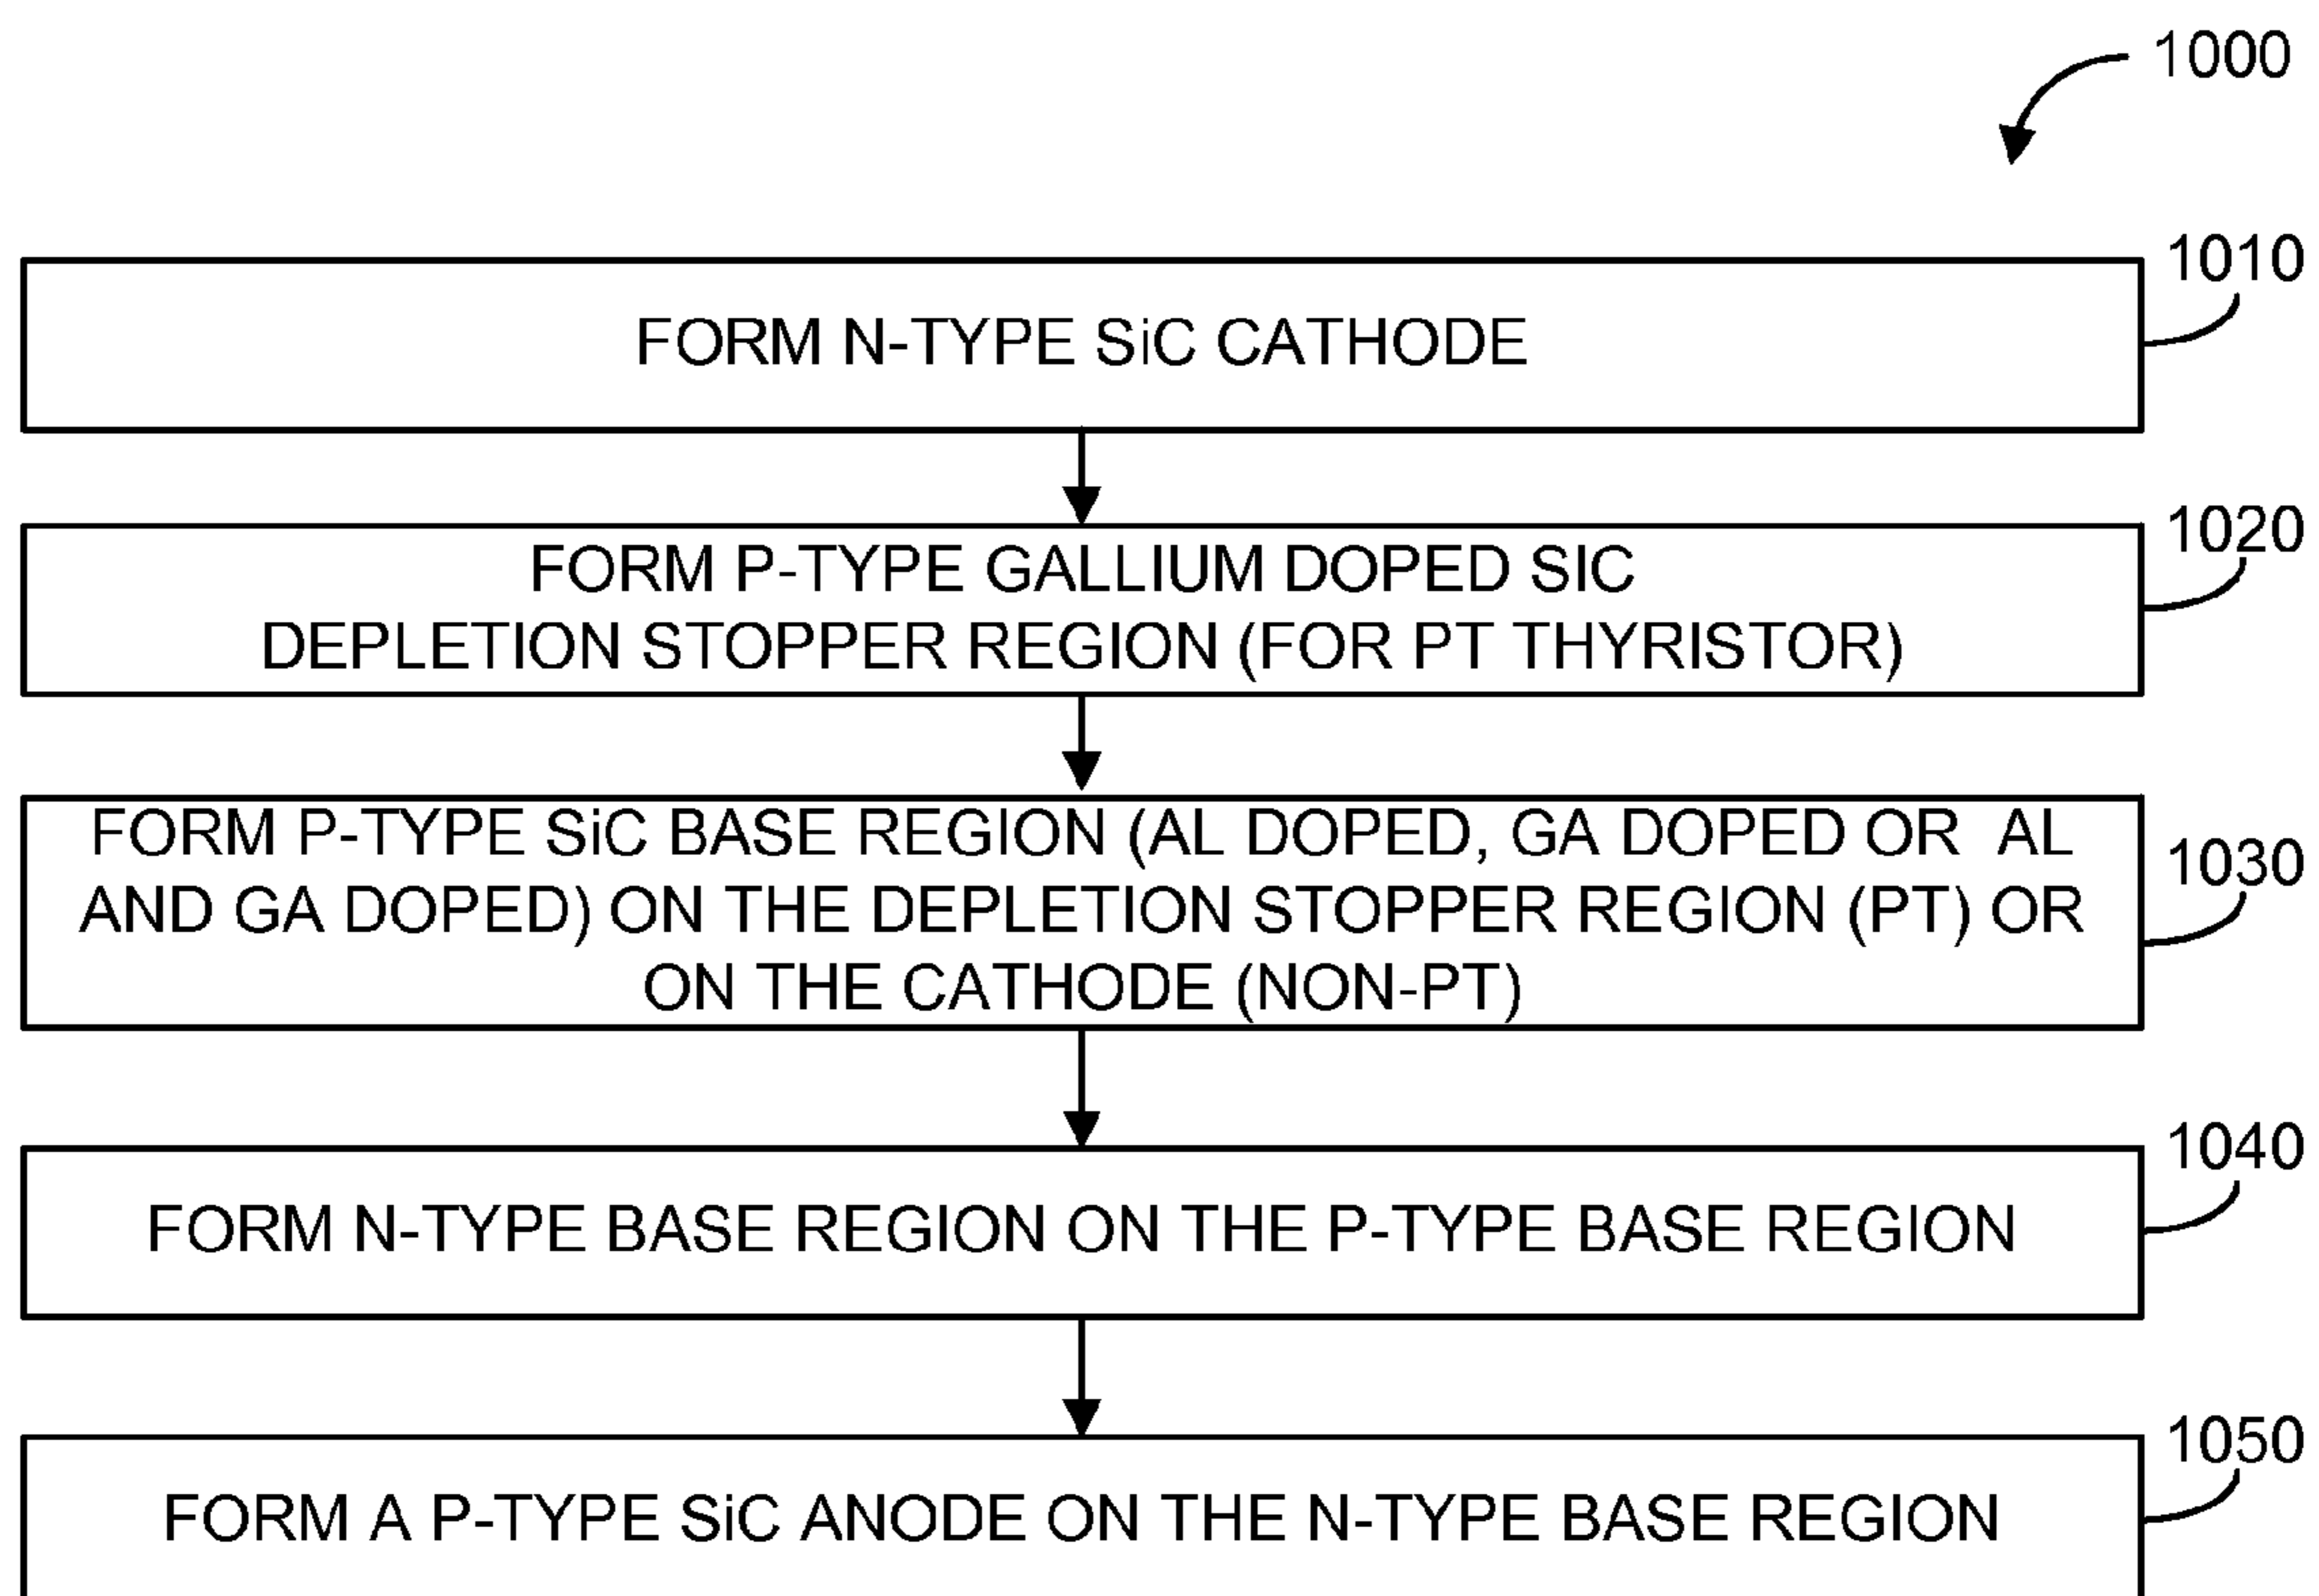 1000
1010
FORM N-TYPE SiC CATHODE
1020
FORM P-TYPE GALLIUM DOPED SIC
DEPLETION STOPPER REGION (FOR PT THYRISTOR)
1030
FORM P-TYPE SiC BASE REGION (AL DOPED, GA DOPED OR AL
AND GA DOPED) ON THE DEPLETION STOPPER REGION (PT) OR
ON THE CATHODE (NON-PT)
1040
FORM N-TYPE BASE REGION ON THE P-TYPE BASE REGION
1050
FORM A P-TYPE SiC ANODE ON THE N-TYPE BASE REGION